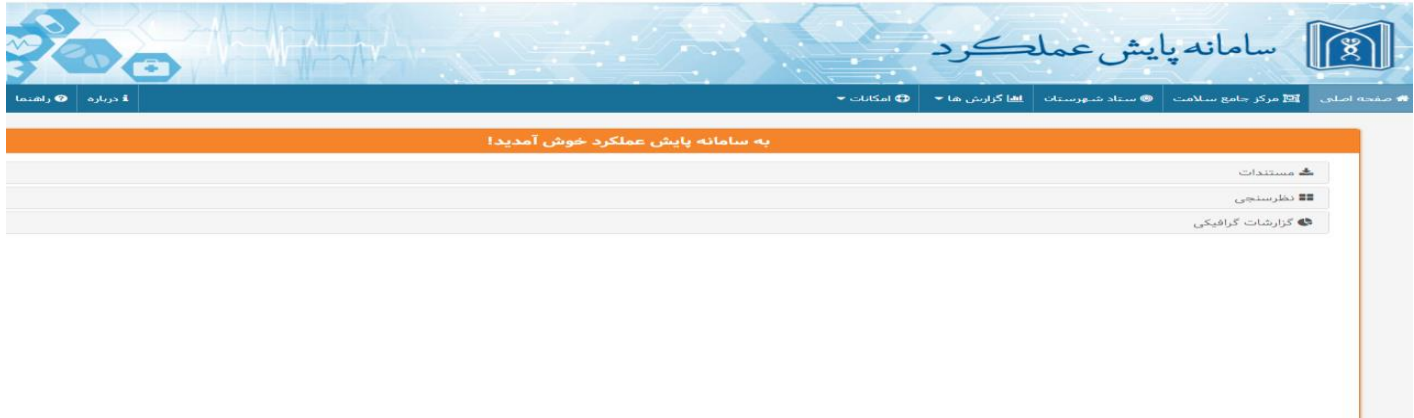 سامانه پایش عملکرد
صفحه اصلی مرکز جامع سلامت ستاد شهرستان گزارش ها امکانات درباره راهنما
به سامانه پایش عملکرد خوش آمدید!
مستندات
نظرسنجی
گزارشات گرافیکی